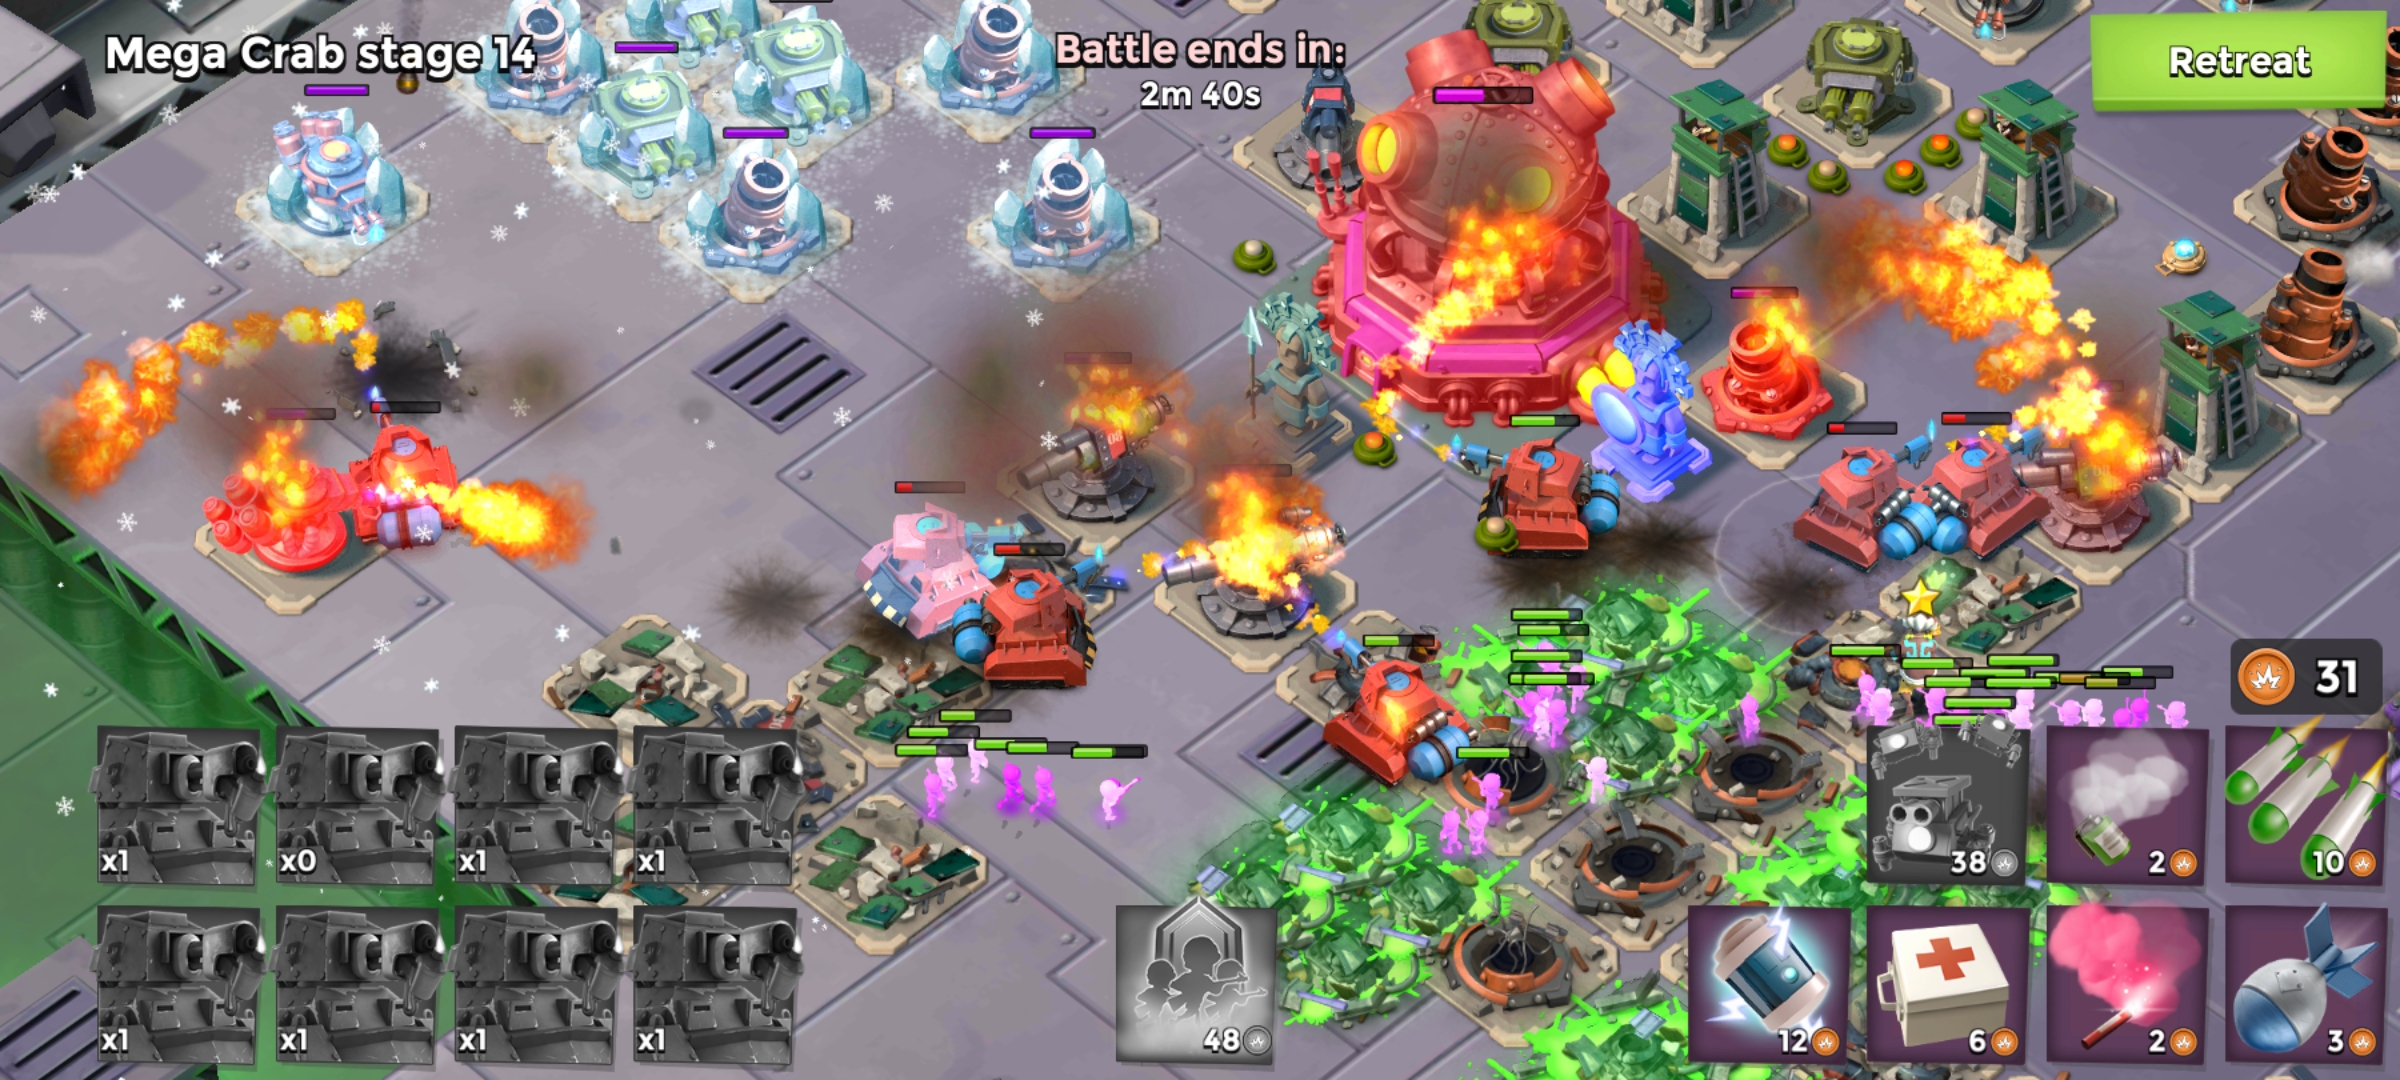 Mega Crab stage 14
Battle ends in:
2m 40s
Retreat
31
x1
x0
x1
x1
38
2
10
x1
x1
x1
x1
48
12
6
2
3